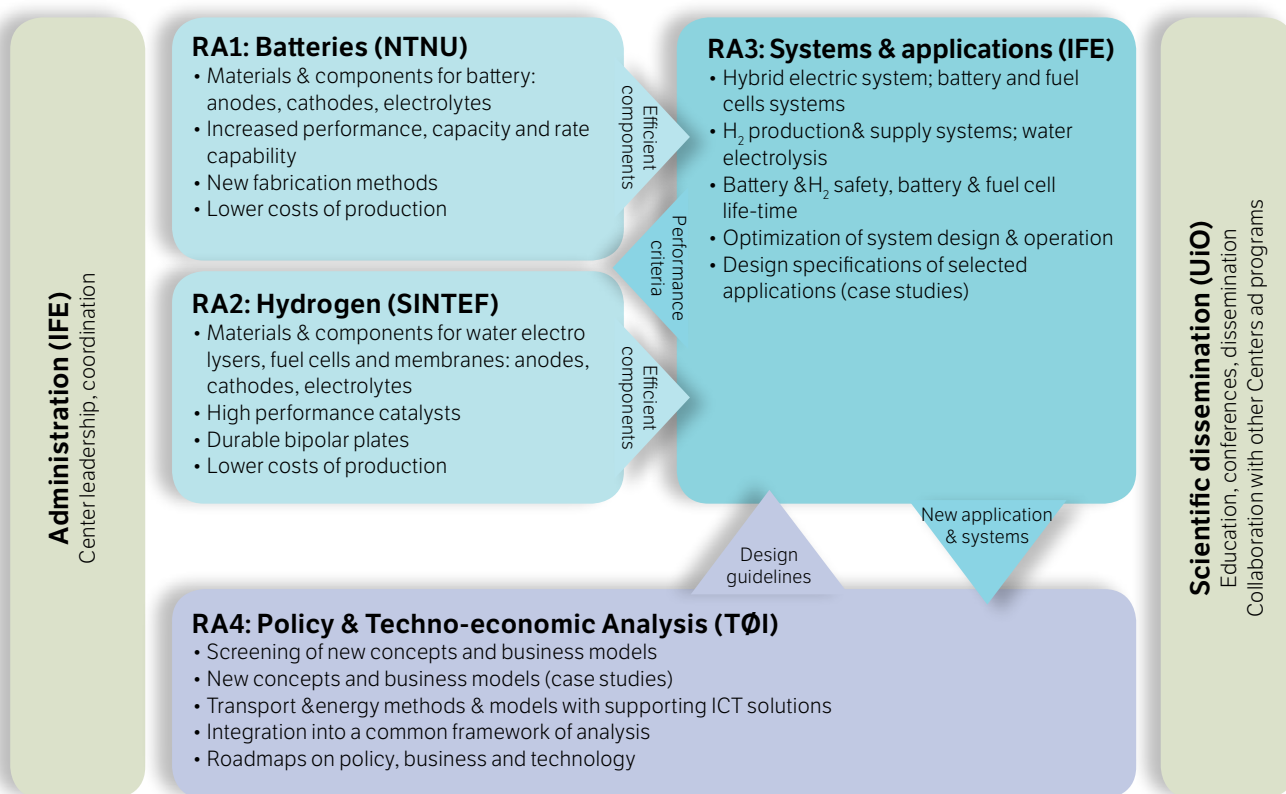 Administration (IFE)
Center leadership, coordination
RA1: Batteries (NTNU)
• Materials & components for battery:
anodes, cathodes, electrolytes
• Increased performance, capacity and rate
capability
• New fabrication methods
• Lower costs of production
Efficient
components
RA2: Hydrogen (SINTEF)
• Materials & components for water electro
lysers, fuel cells and membranes: anodes,
cathodes, electrolytes
• High performance catalysts
• Durable bipolar plates
• Lower costs of production
Efficient
components
Performance
criteria
RA3: Systems & applications (IFE)
• Hybrid electric system; battery and fuel
cells systems
• H₂ production& supply systems; water
electrolysis
• Battery &H₂ safety, battery & fuel cell
life-time
• Optimization of system design & operation
• Design specifications of selected
applications (case studies)
Design
guidelines
New application
& systems
RA4: Policy & Techno-economic Analysis (TØI)
• Screening of new concepts and business models
• New concepts and business models (case studies)
• Transport &energy methods & models with supporting ICT solutions
• Integration into a common framework of analysis
• Roadmaps on policy, business and technology
Scientific dissemination (UiO)
Education, conferences, dissemination
Collaboration with other Centers ad programs